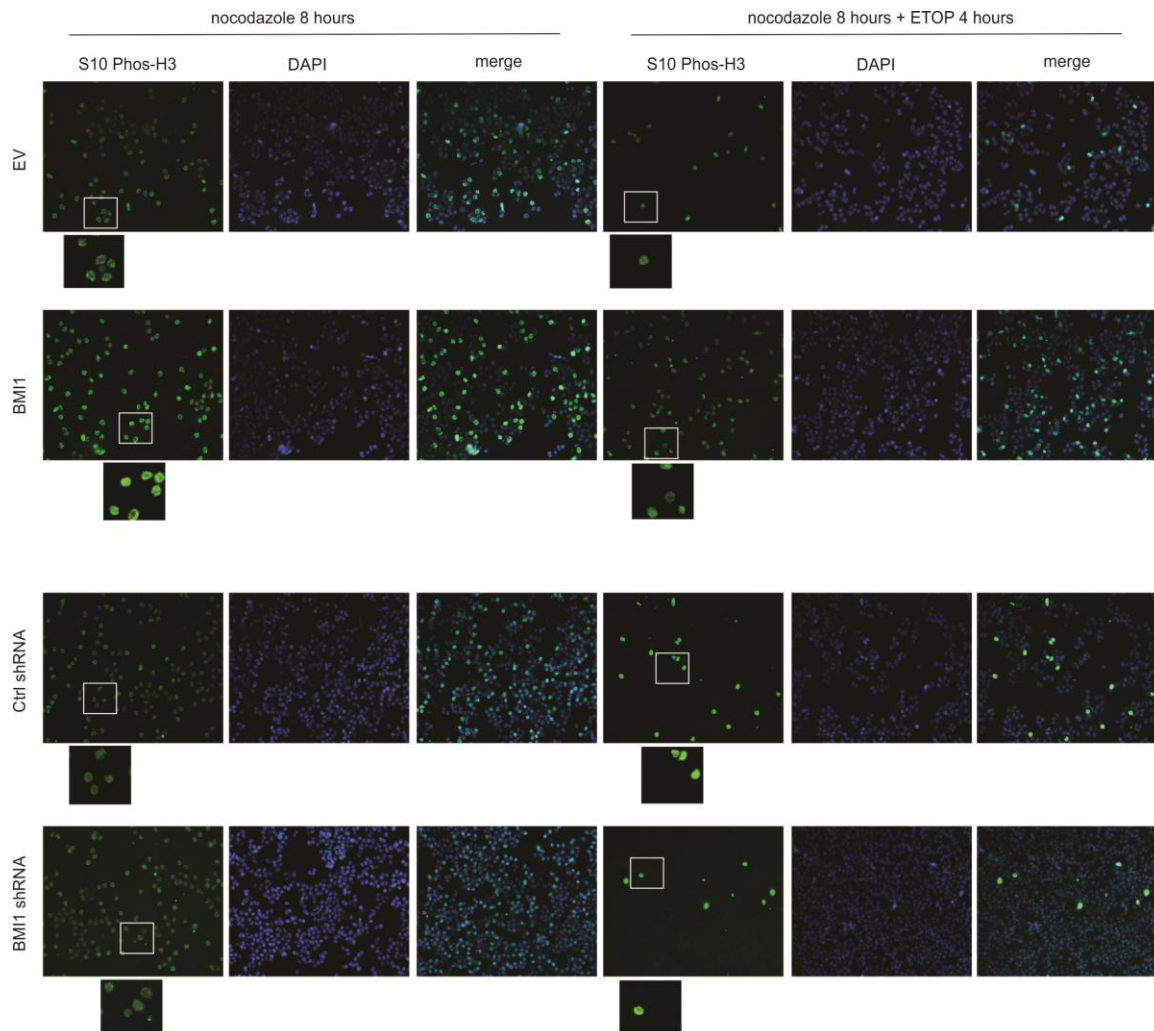 nocodazole 8 hours
nocodazole 8 hours + ETOP 4 hours
S10 Phos-H3
DAPI
merge
S10 Phos-H3
DAPI
merge
EV
BMI1
Ctrl shRNA
BMI1 shRNA